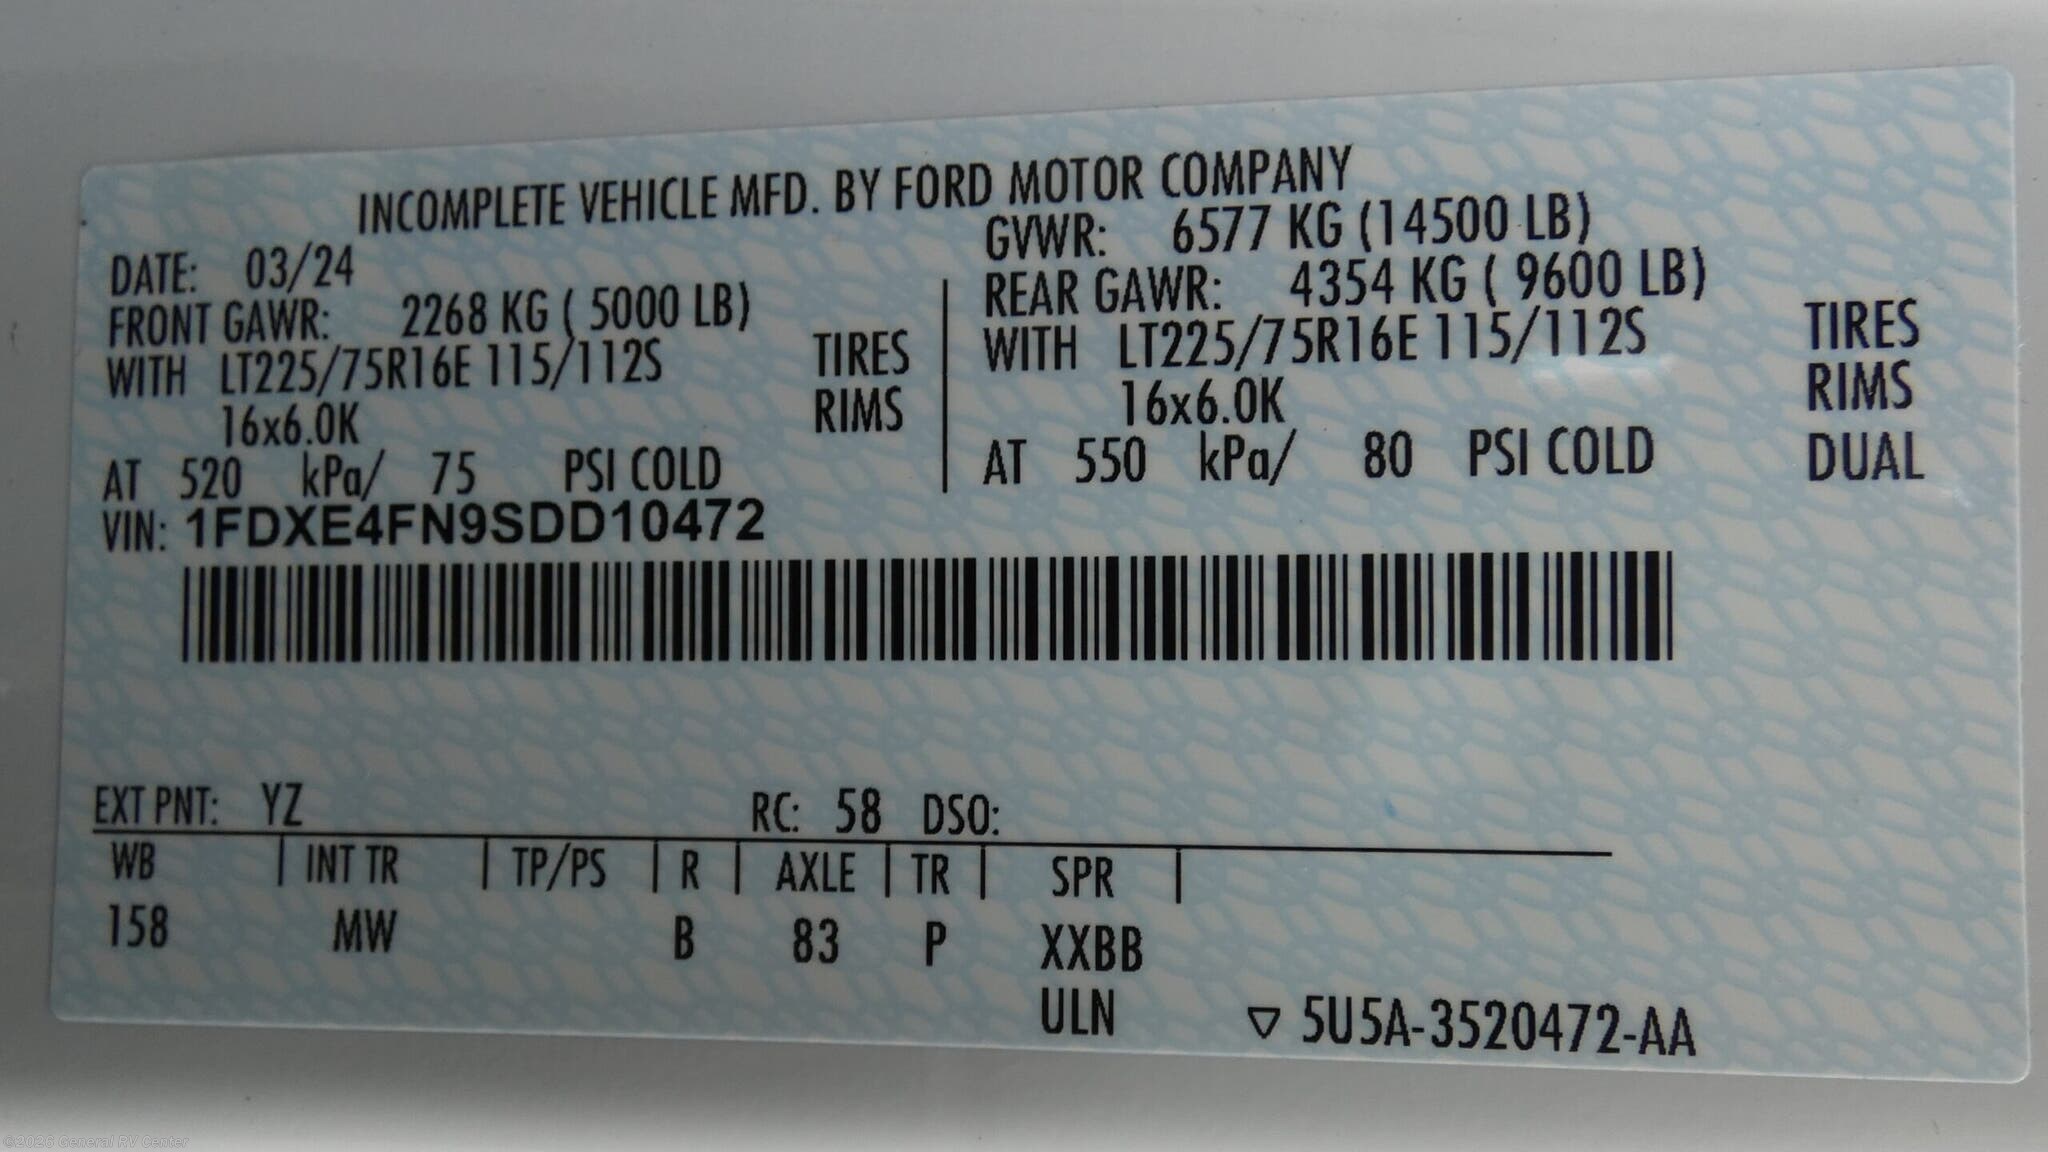 INCOMPLETE VEHICLE MFD. BY FORD MOTOR COMPANY
DATE: 03/24 GVWR: 6577 KG (14500 LB)
FRONT GAWR: 2268 KG ( 5000 LB) REAR GAWR: 4354 KG ( 9600 LB)
WITH LT225/75R16E 115/112S TIRES WITH LT225/75R16E 115/112S TIRES
16x6.0K RIMS 16x6.0K RIMS
AT 520 kPa/ 75 PSI COLD AT 550 kPa/ 80 PSI COLD DUAL
VIN: 1FDXE4FN9SDD10472
EXT PNT: YZ RC: 58 DSO:
WB | INT TR | TP/PS | R | AXLE | TR | SPR |
158 MW B 83 P XXBB
ULN ▽ 5U5A-3520472-AA
©2025 General RV Center